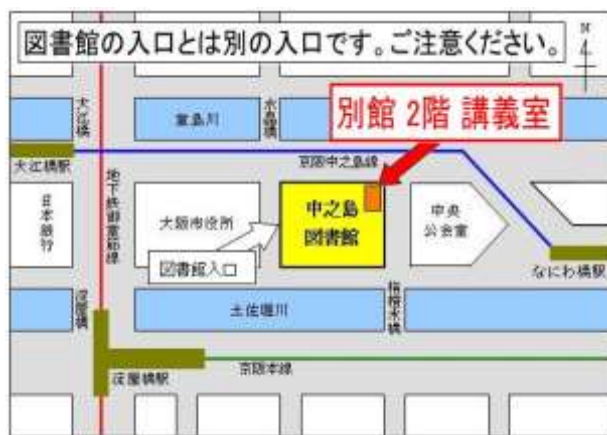 図書館の入口とは別の入口です。ご注意ください。
N
大江橋
堂島川
水晶橋
別館 2階 講義室
大江橋駅
京阪中之島線
地下鉄御堂筋線
日本銀行
大阪市役所
中之島
図書館
中央
公会堂
図書館入口
なにわ橋駅
淀屋橋
土佐堀川
栴檀木橋
京阪本線
淀屋橋駅